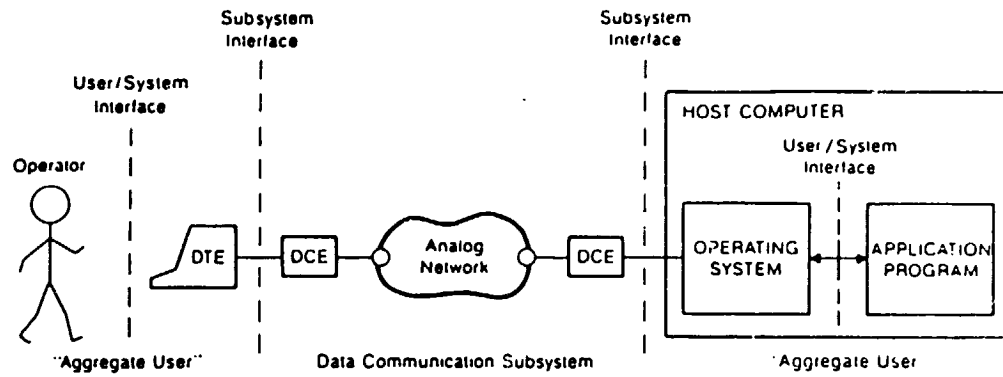 Subsystem
Interface
Subsystem
Interface
User/System
Interface
HOST COMPUTER
User/System
Interface
Operator
DTE
DCE
Analog
Network
DCE
OPERATING
SYSTEM
APPLICATION
PROGRAM
"Aggregate User"
Data Communication Subsystem
"Aggregate User